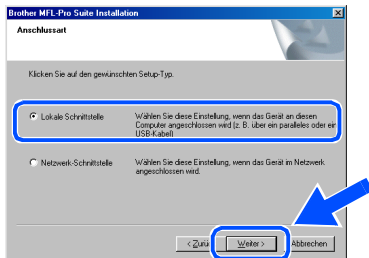 Brother MFL-Pro Suite Installation
Anschlussart
Klicken Sie auf den gewünschten Setup-Typ.
Lokale Schnittstelle
Wählen Sie diese Einstellung, wenn das Gerät an diesen
Computer angeschlossen wird (z. B. über ein paralleles oder ein
USB-Kabel)
Netzwerk-Schnittstelle
Wählen Sie diese Einstellung, wenn das Gerät im Netzwerk
angeschlossen wird.
< Zurü
Weiter >
Abbrechen